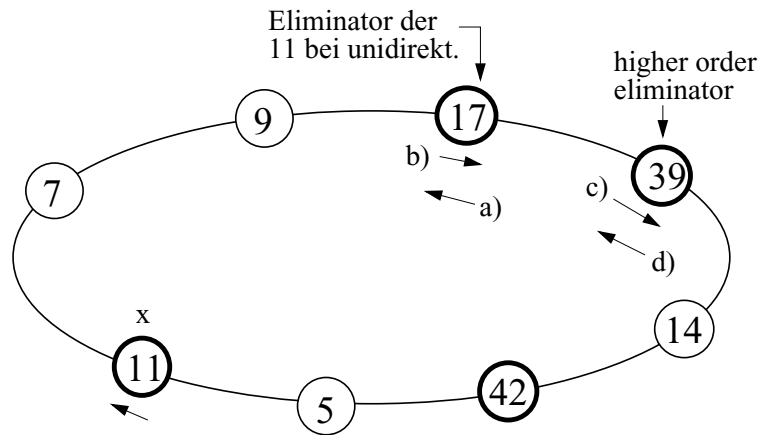 Eliminator der
11 bei unidirekt.
higher order
eliminator
9
17
b)
a)
39
c)
d)
7
x
11
5
42
14